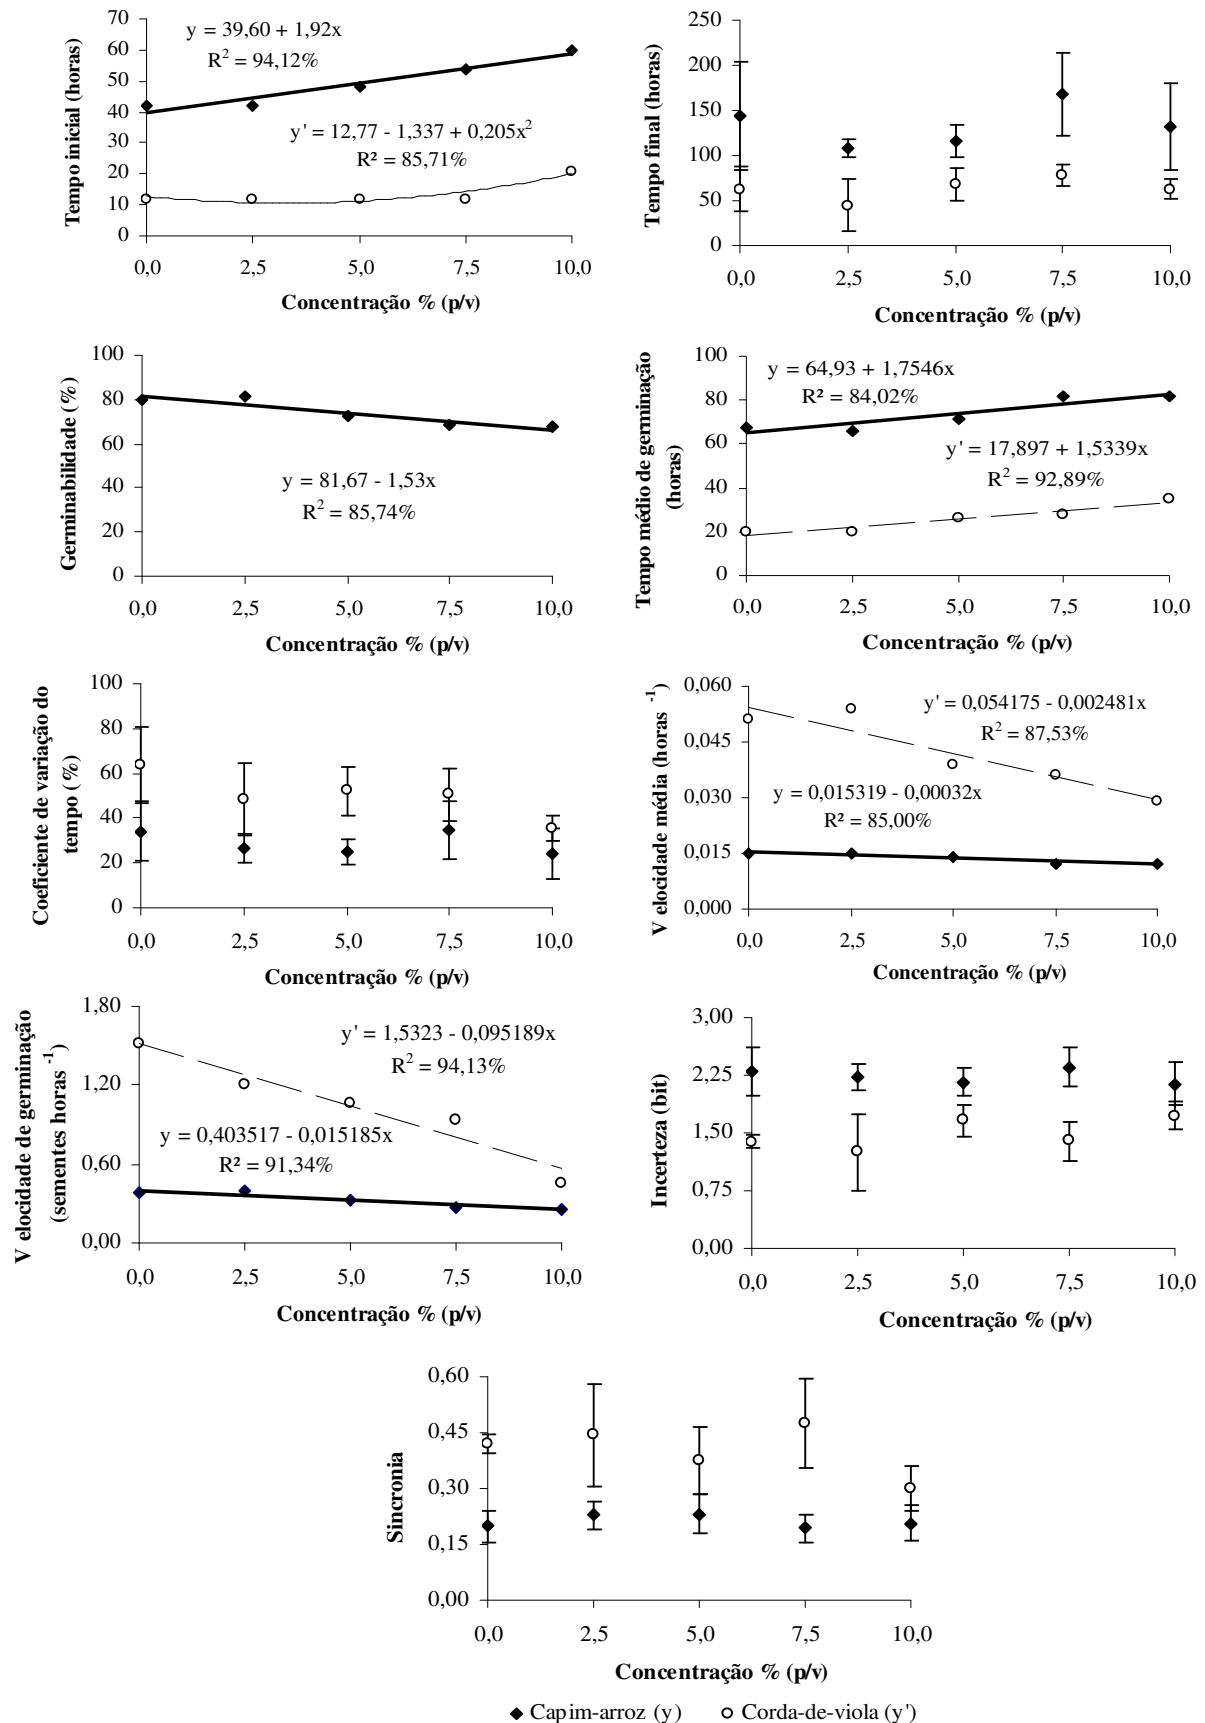 70
60
50
40
30
20
10
0
Tempo inicial (horas)
y = 39,60 + 1,92x
R² = 94,12%
y' = 12,77 - 1,337 + 0,205x²
R² = 85,71%
0,0 2,5 5,0 7,5 10,0
Concentração % (p/v)
250
200
150
100
50
0
Tempo final (horas)
0,0 2,5 5,0 7,5 10,0
Concentração % (p/v)
100
80
60
40
20
0
Germinabilidade (%)
y = 81,67 - 1,53x
R² = 85,74%
0,0 2,5 5,0 7,5 10,0
Concentração % (p/v)
100
80
60
40
20
0
Tempo médio de germinação
(horas)
y = 64,93 + 1,7546x
R² = 84,02%
y' = 17,897 + 1,5339x
R² = 92,89%
0,0 2,5 5,0 7,5 10,0
Concentração % (p/v)
100
80
60
40
20
0
Coeficiente de variação do
tempo (%)
0,0 2,5 5,0 7,5 10,0
Concentração % (p/v)
0,060
0,045
0,030
0,015
0,000
V elocidade média (horas ⁻¹)
y' = 0,054175 - 0,002481x
R² = 87,53%
y = 0,015319 - 0,00032x
R² = 85,00%
0,0 2,5 5,0 7,5 10,0
Concentração % (p/v)
1,80
1,20
0,60
0,00
V elocidade de germinação
(sementes horas ⁻¹)
y' = 1,5323 - 0,095189x
R² = 94,13%
y = 0,403517 - 0,015185x
R² = 91,34%
0,0 2,5 5,0 7,5 10,0
Concentração % (p/v)
3,00
2,25
1,50
0,75
0,00
Incerteza (bit)
0,0 2,5 5,0 7,5 10,0
Concentração % (p/v)
0,60
0,45
0,30
0,15
0,00
Sincronia
0,0 2,5 5,0 7,5 10,0
Concentração % (p/v)
Capim-arroz (y) Corda-de-viola (y')